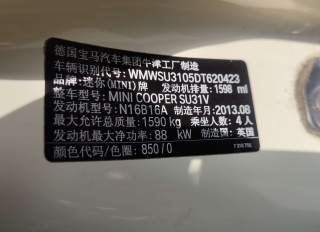 德国宝马汽车集团牛津工厂制造
车辆识别代号: WMWSU3105DT620423
品牌: 迷你(MINI)牌 发动机排量: 1598 ml
整车型号: MINI COOPER SU31V
发动机型号: N16B16A 制造年月: 2013.08
最大允许总质量: 1590 kg 乘坐人数: 4 人
发动机最大净功率: 88 kW 制造国: 英国
颜色代码/色圈: 850/0